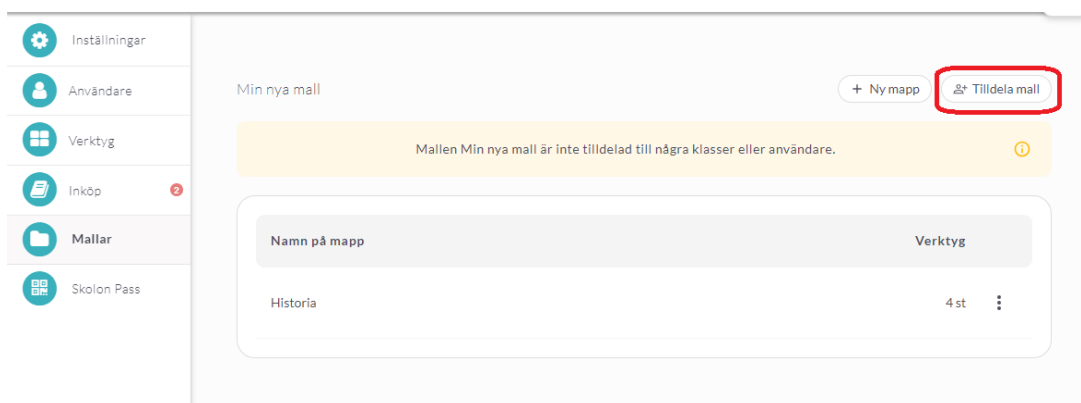 Inställningar
Användare
Verktyg
Inköp 2
Mallar
Skolon Pass
Min nya mall
+ Ny mapp
Tilldela mall
Mallen Min nya mall är inte tilldelad till några klasser eller användare.
Namn på mapp Verktyg
Historia 4 st